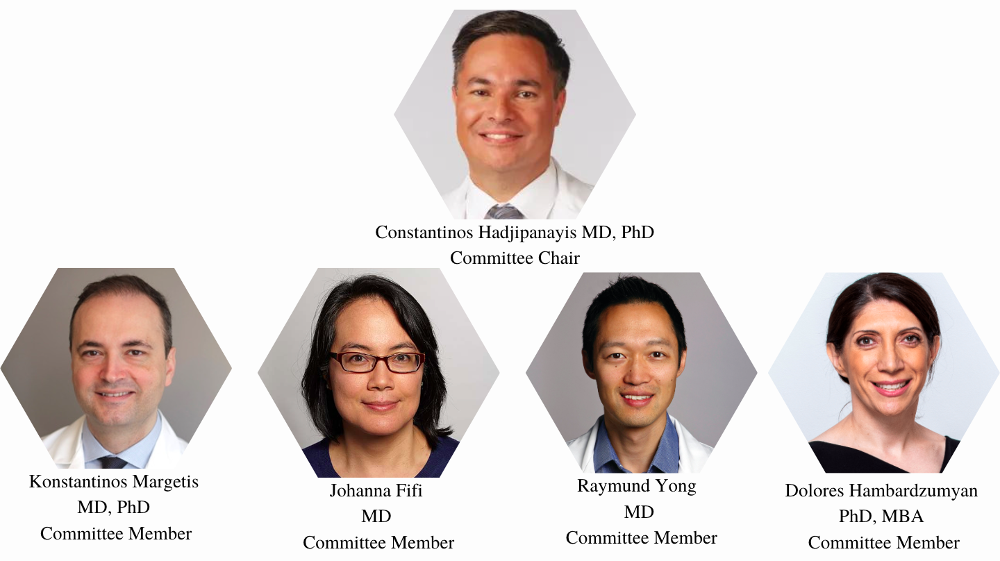 Constantinos Hadjipanayis MD, PhD
Committee Chair
Konstantinos Margetis
MD, PhD
Committee Member
Johanna Fifi
MD
Committee Member
Raymund Yong
MD
Committee Member
Dolores Hambardzumyan
PhD, MBA
Committee Member